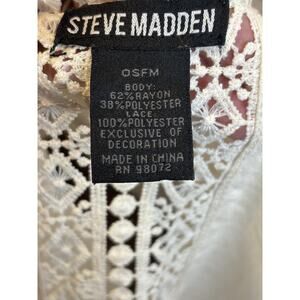 STEVE MADDEN
OSFM
BODY:
62%RAYON
38%POLYESTER
LACE:
100%POLYESTER
EXCLUSIVE OF
DECORATION
MADE IN CHINA
RN 98072